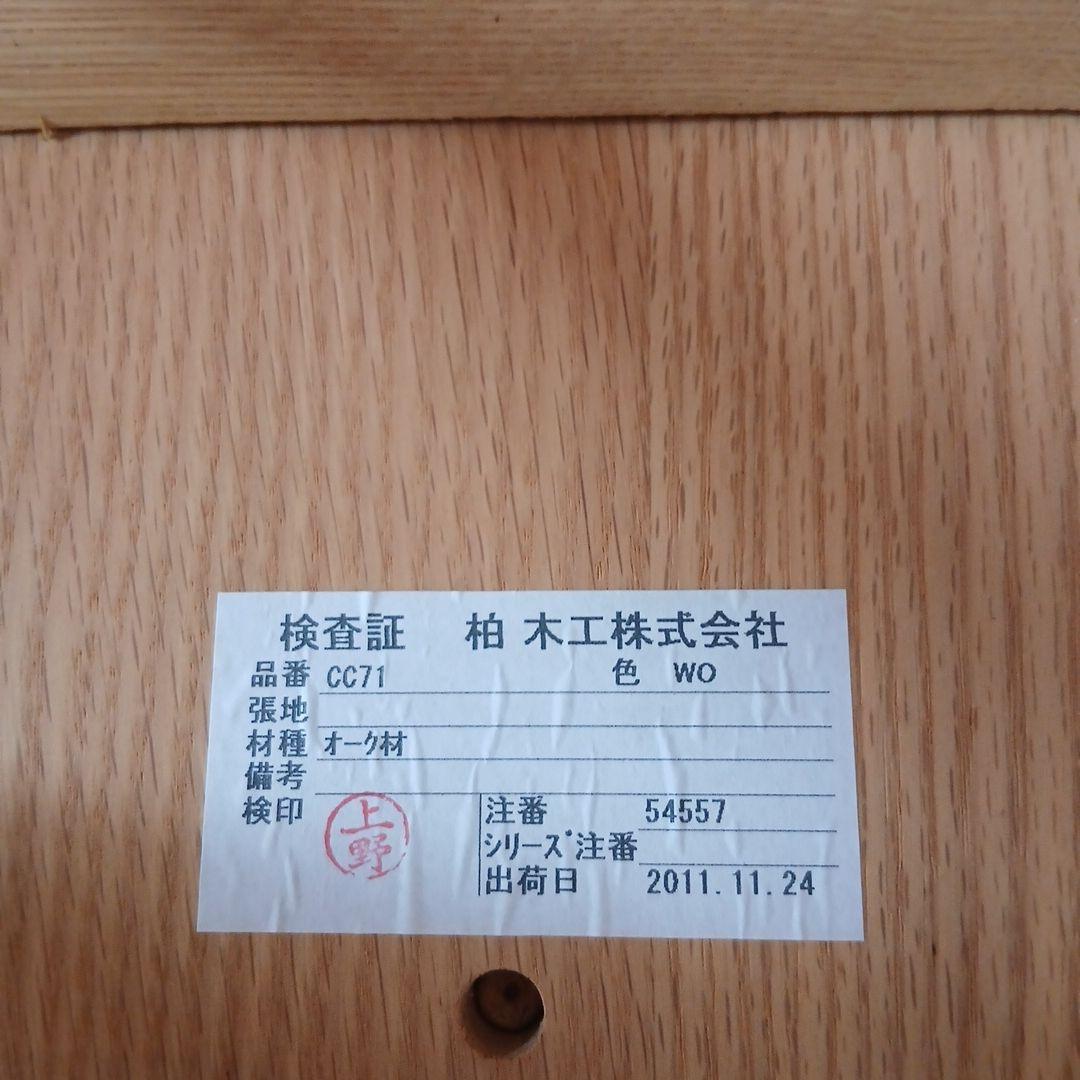 検査証 柏木工株式会社
品番 CC71 色 WO
張地
材種 オーク材
備考
検印 上野
注番 54557
シリーズ注番
出荷日 2011.11.24